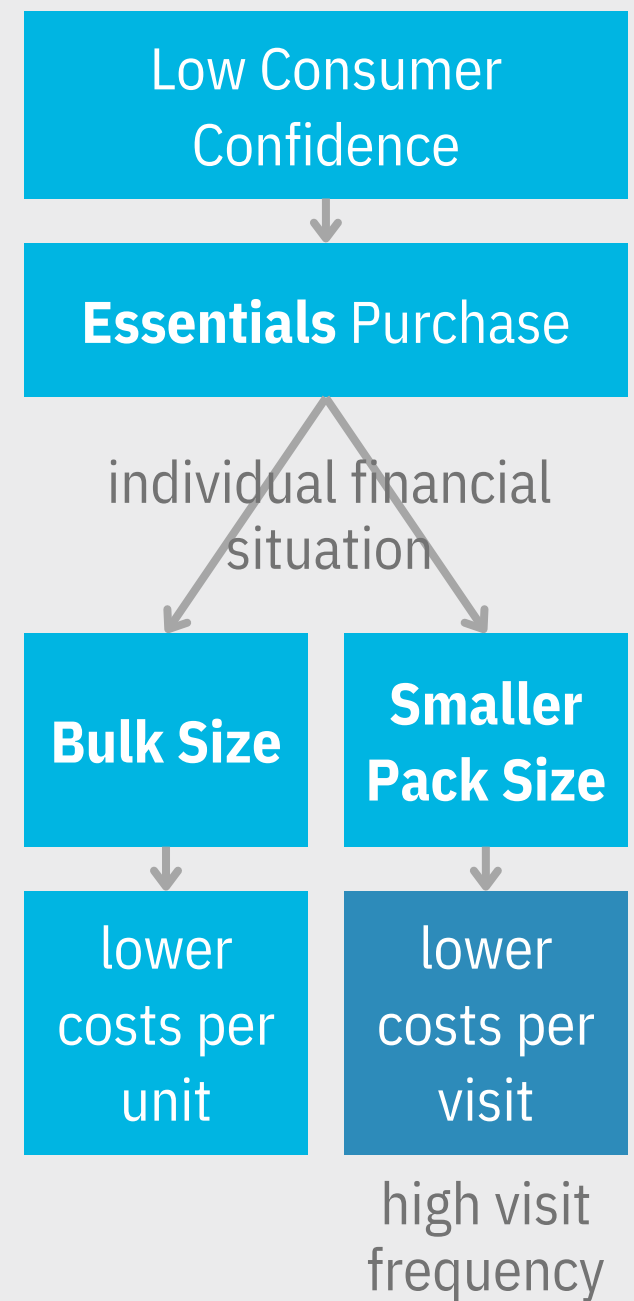 Low Consumer
Confidence
Essentials Purchase
individual financial
situation
Bulk Size
Smaller
Pack Size
lower
costs per
unit
lower
costs per
visit
high visit
frequency